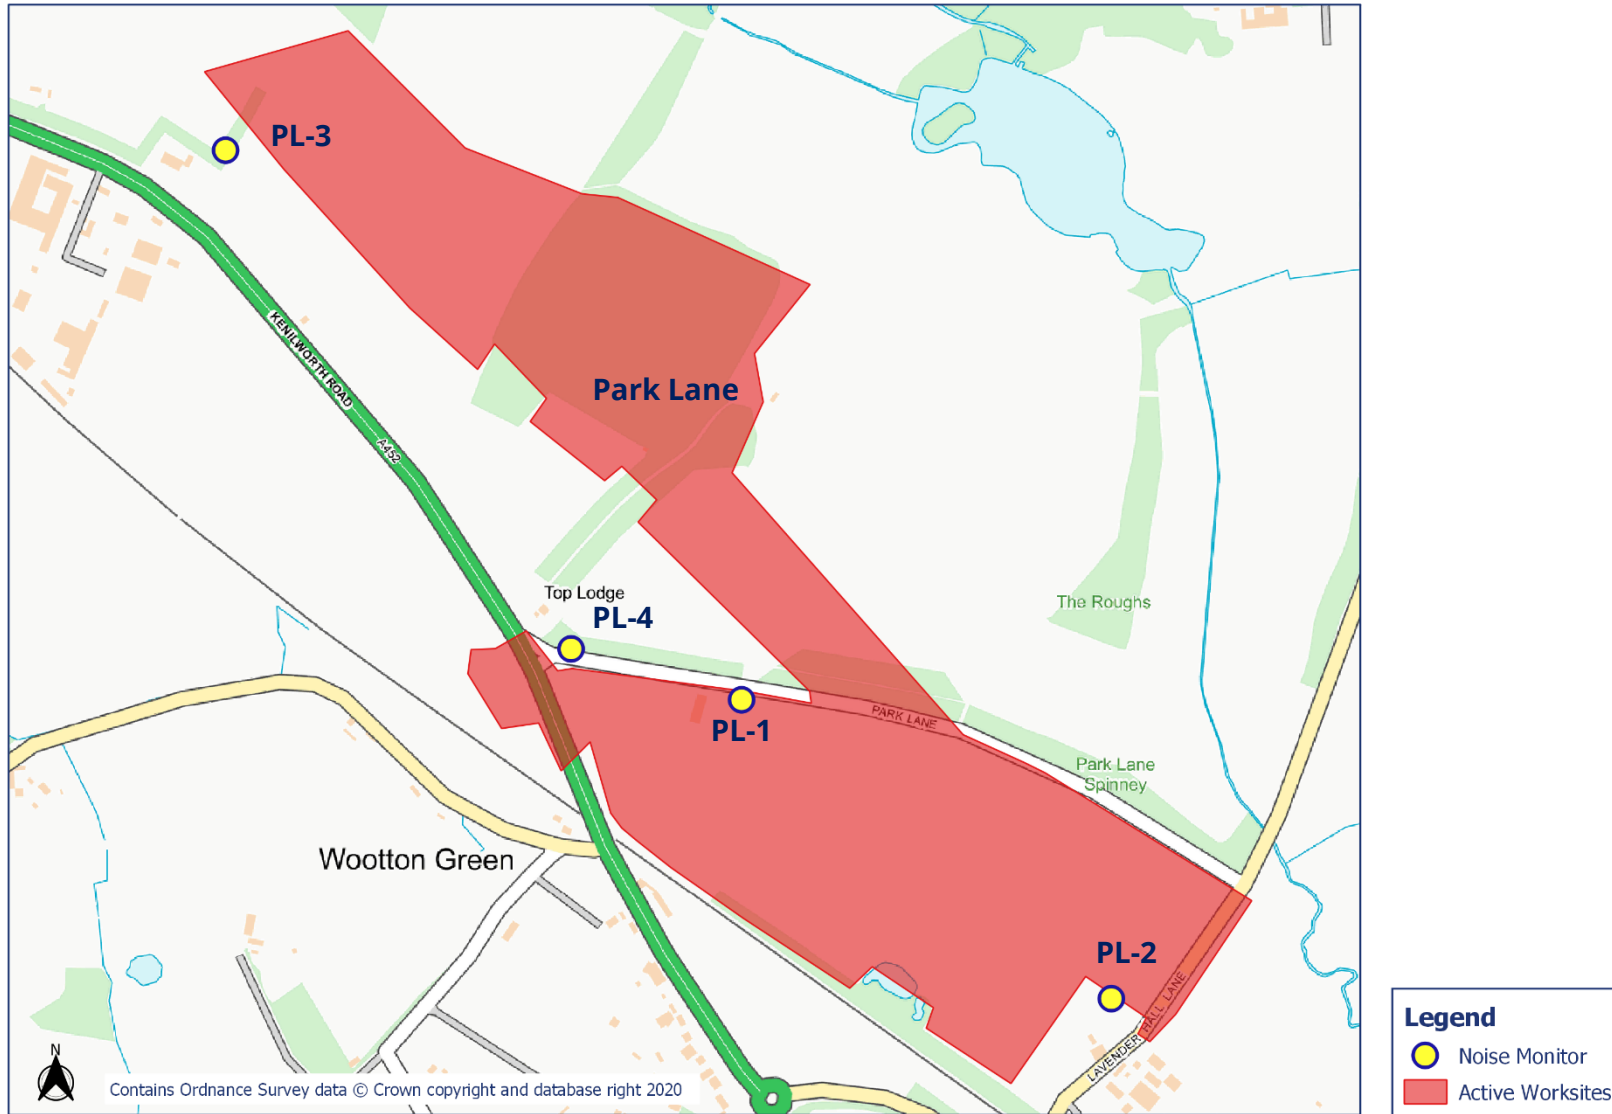 PL-3
KENILWORTH ROAD
Park Lane
A452
Top Lodge
PL-4
The Roughs
PL-1
PARK LANE
Park Lane
Spinney
Wootton Green
PL-2
LAVENDER HALL LANE
N
Contains Ordnance Survey data © Crown copyright and database right 2020
Legend
Noise Monitor
Active Worksites